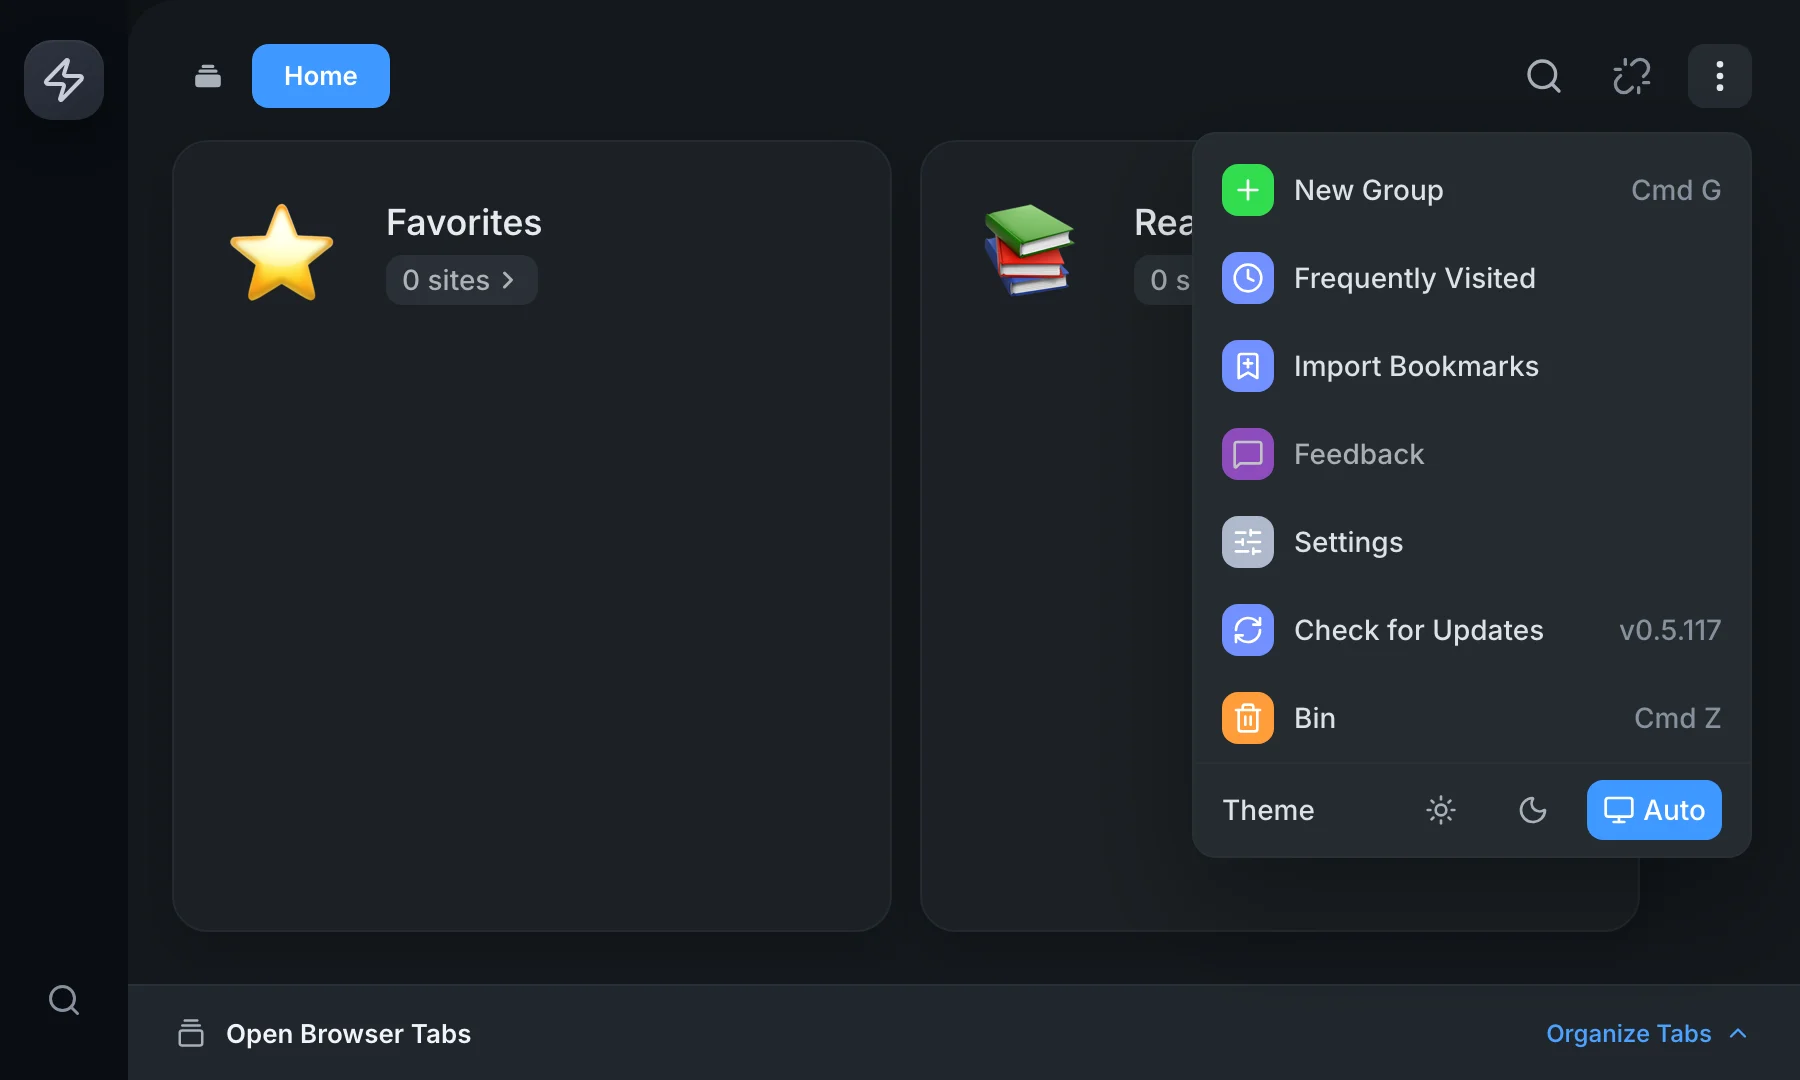 Home
Favorites
0 sites
Rea
0 s
New Group Cmd G
Frequently Visited
Import Bookmarks
Feedback
Settings
Check for Updates v0.5.117
Bin Cmd Z
Theme Auto
Open Browser Tabs Organize Tabs